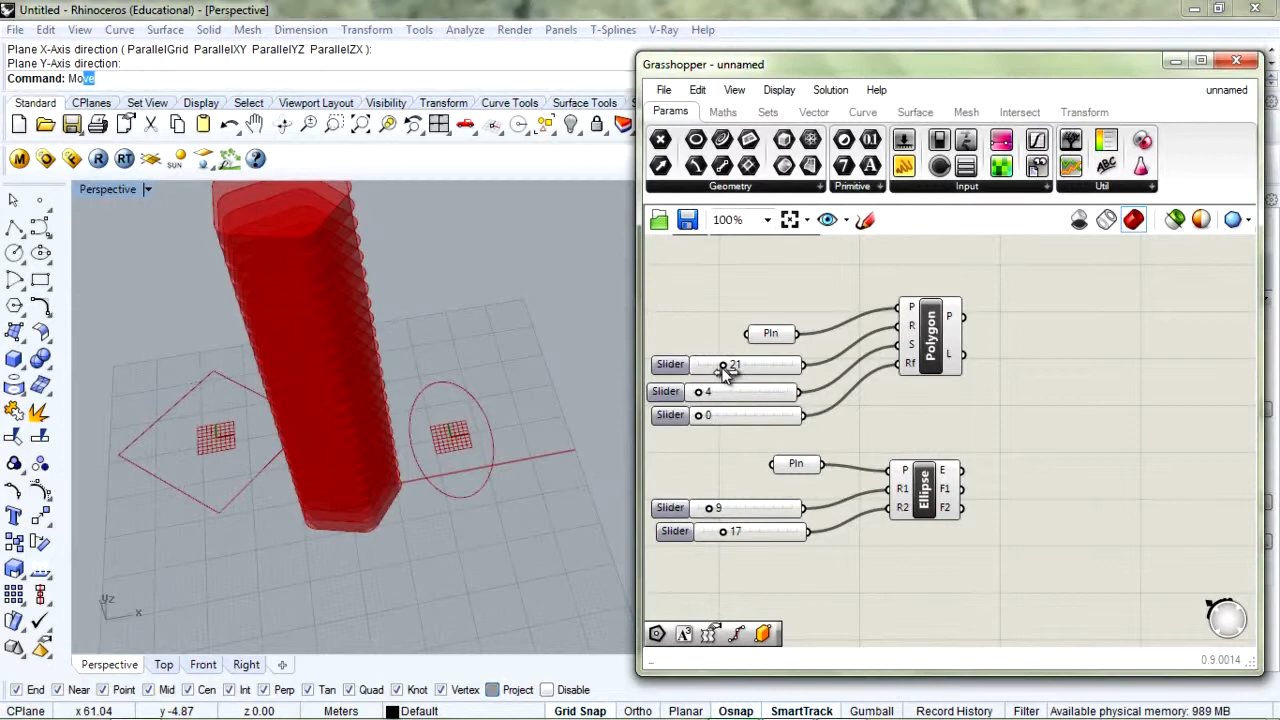 Untitled - Rhinoceros (Educational) - [Perspective]
File Edit View Curve Surface Solid Mesh Dimension Transform Tools Analyze Render Panels T-Splines V-Ray Help
Plane X-Axis direction ( ParallelGrid ParallelXY ParallelYZ ParallelZX ):
Plane Y-Axis direction:
Command: Move
Standard CPlanes Set View Display Select Viewport Layout Visibility Transform Curve Tools Surface Tools
M R RT SUN
Perspective
yz
x
Perspective Top Front Right
End Near Point Mid Cen Int Perp Tan Quad Knot Vertex Project Disable
CPlane x 61.04 y -4.87 z 0.00 Meters Default Grid Snap Ortho Planar Osnap SmartTrack Gumball Record History Filter Available physical memory: 989 MB
Grasshopper - unnamed
File Edit View Display Solution Help unnamed
Params Maths Sets Vector Curve Surface Mesh Intersect Transform
Geometry Primitive Input Util
100%
Pln
Slider 21
Slider 4
Slider 0
P
R
S
Rf
Polygon
P
L
Pln
Slider 9
Slider 17
P
R1
R2
Ellipse
E
F1
F2
0.9.0014